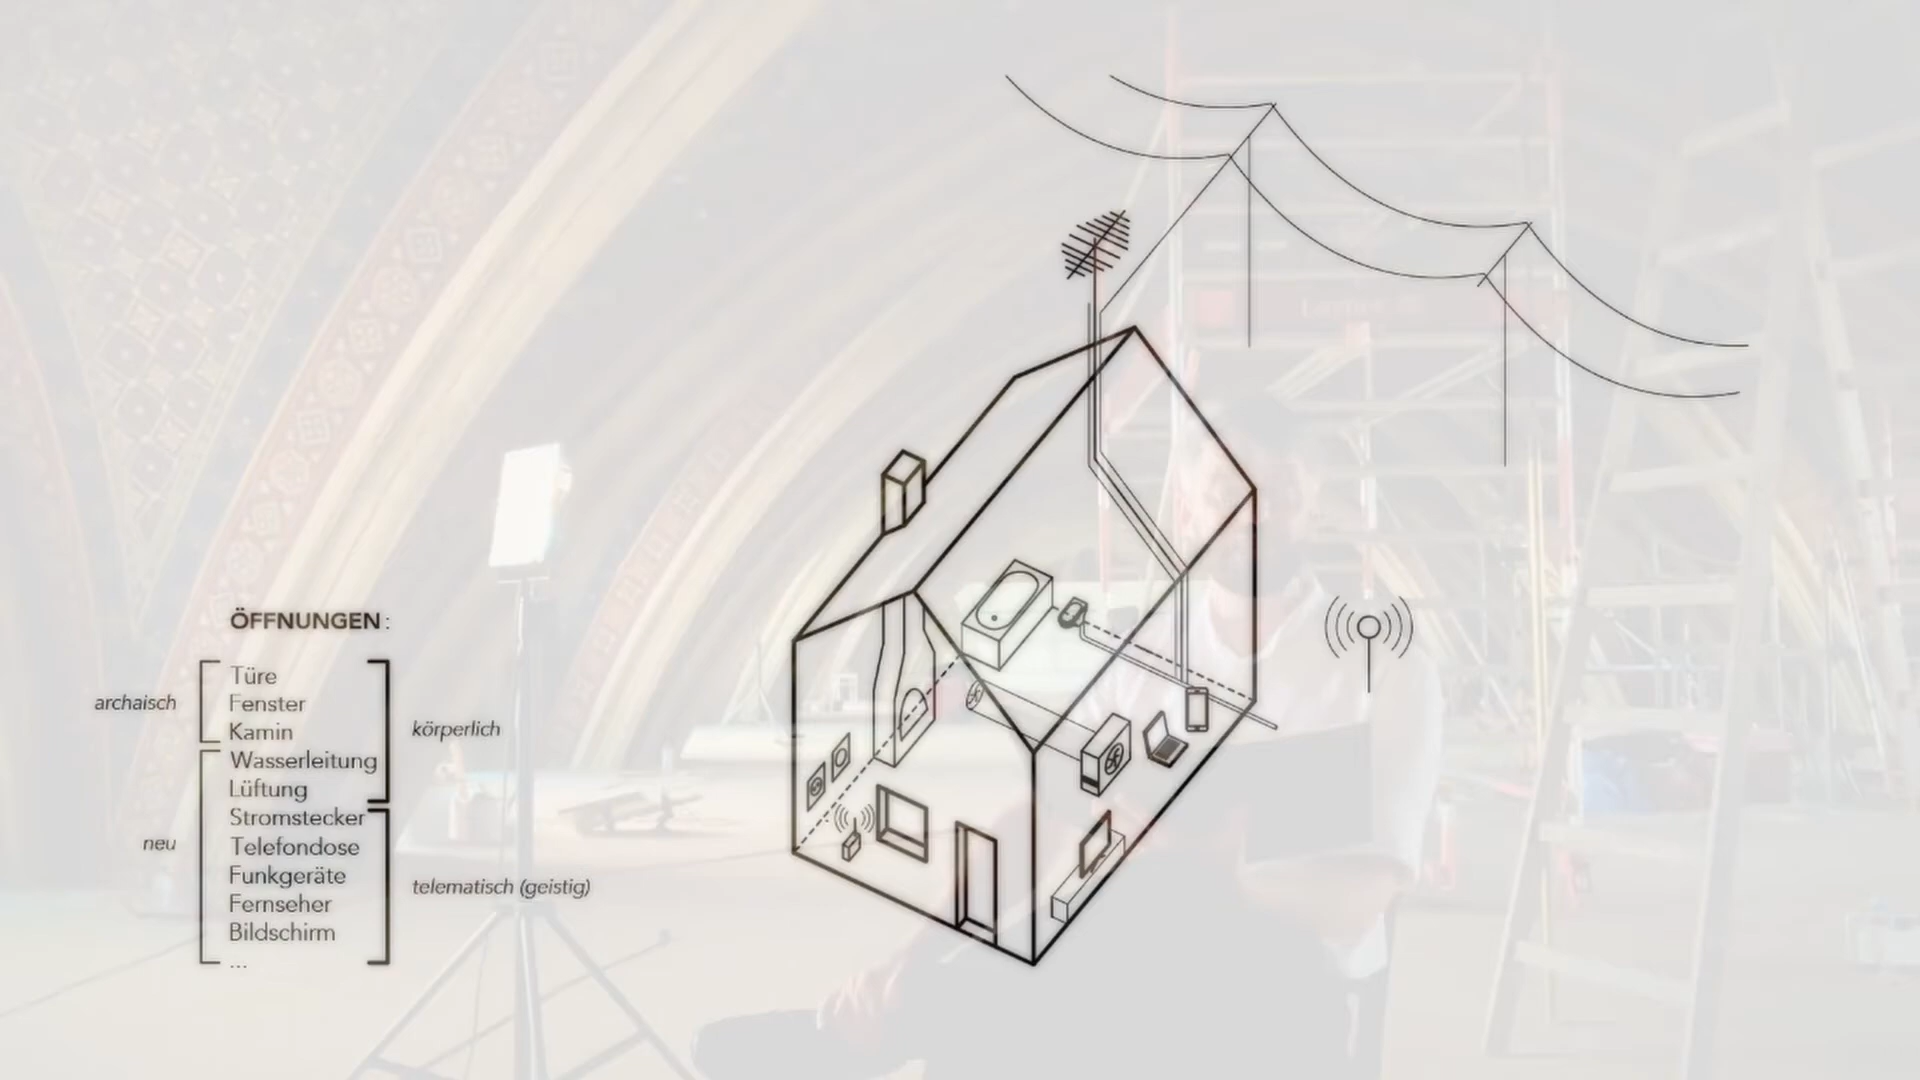 ÖFFNUNGEN:
Türe
Fenster
Kamin
Wasserleitung
Lüftung
Stromstecker
Telefondose
Funkgeräte
Fernseher
Bildschirm
...
archaisch
neu
körperlich
telematisch (geistig)